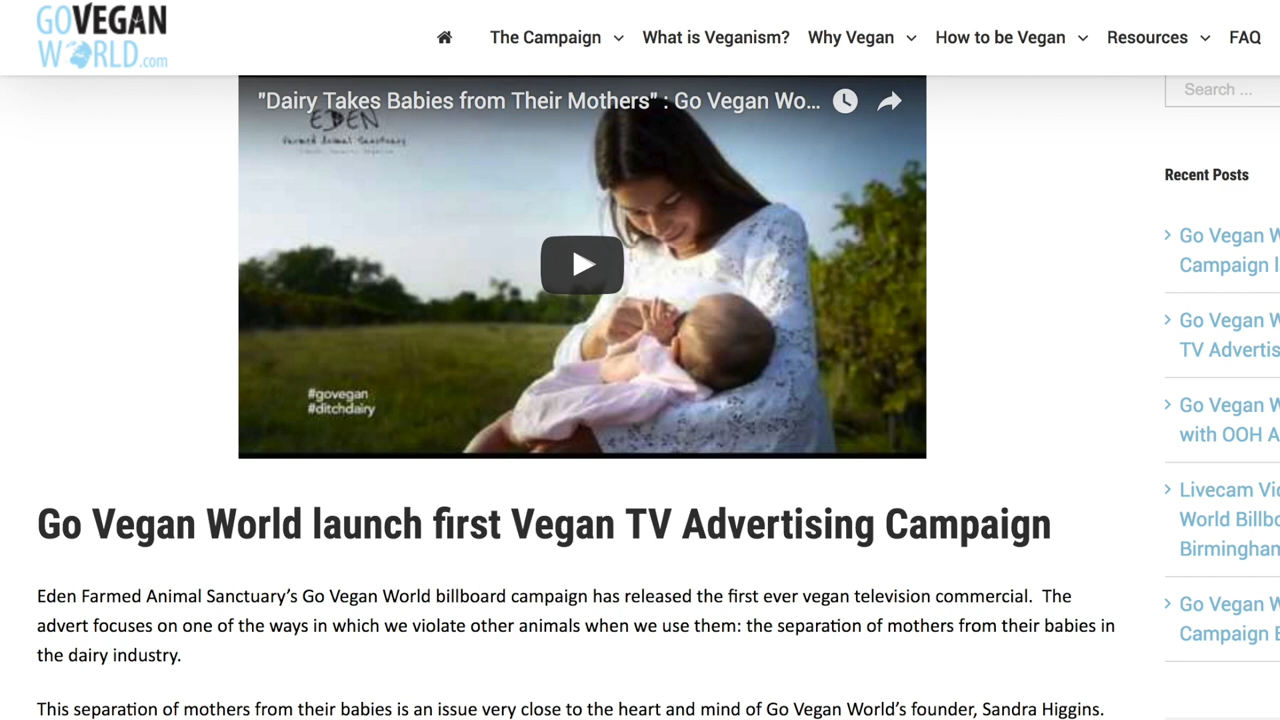 GOVEGAN
WORLD.com
The Campaign
What is Veganism?
Why Vegan
How to be Vegan
Resources
FAQ
Search ...
"Dairy Takes Babies from Their Mothers" : Go Vegan Wo...
EDEN
Farmed Animal Sanctuary
#govegan
#ditchdairy
Go Vegan World launch first Vegan TV Advertising Campaign
Eden Farmed Animal Sanctuary’s Go Vegan World billboard campaign has released the first ever vegan television commercial. The
advert focuses on one of the ways in which we violate other animals when we use them: the separation of mothers from their babies in
the dairy industry.
This separation of mothers from their babies is an issue very close to the heart and mind of Go Vegan World’s founder, Sandra Higgins.
Recent Posts
Go Vegan W
Campaign l
Go Vegan W
TV Advertis
Go Vegan W
with OOH A
Livecam Vic
World Billbo
Birmingham
Go Vegan W
Campaign E